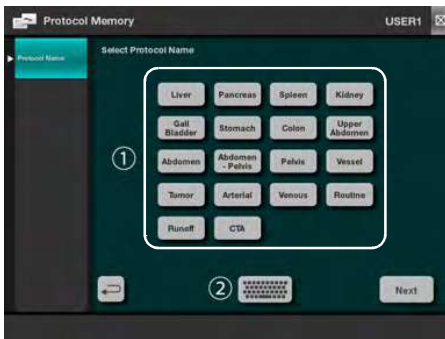 Protocol Memory USER1
Protocol Name
Select Protocol Name
Liver Pancreas Spleen Kidney
Gall Bladder Stomach Colon Upper Abdomen
① Abdomen Abdomen - Pelvis Pelvis Vessel
Tumor Arterial Venous Routine
Runoff CTA
② Next